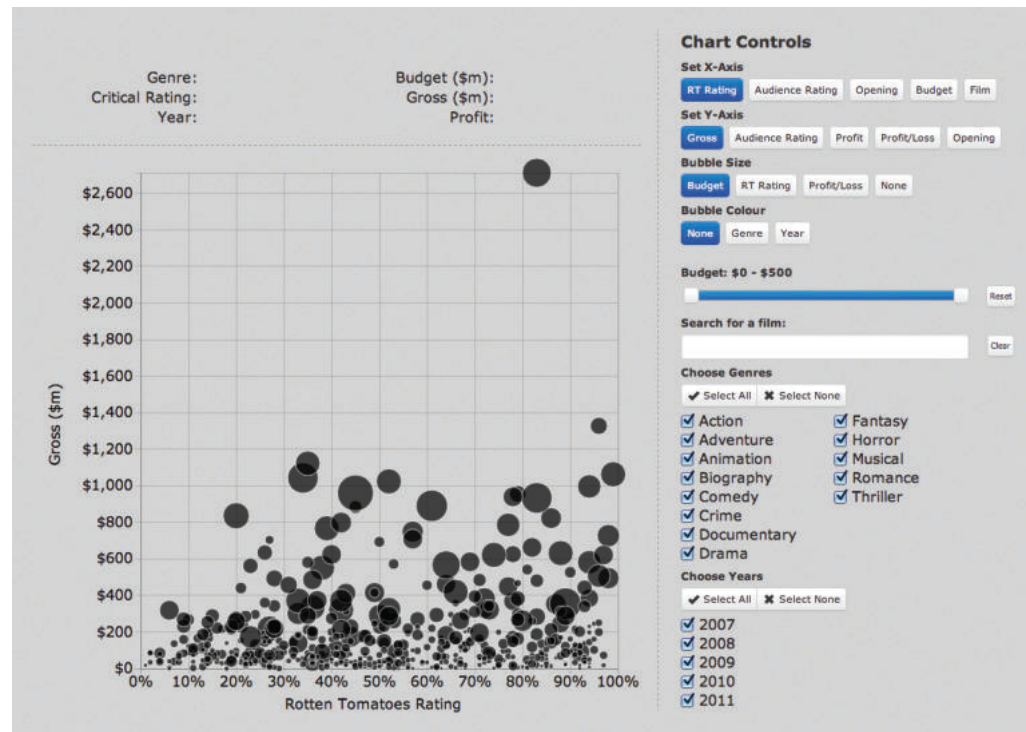 Genre:
Critical Rating:
Year:
Budget ($m):
Gross ($m):
Profit:
$2,600
$2,400
$2,200
$2,000
$1,800
$1,600
$1,400
$1,200
$1,000
$800
$600
$400
$200
$0
Gross ($m)
0% 10% 20% 30% 40% 50% 60% 70% 80% 90% 100%
Rotten Tomatoes Rating
Chart Controls
Set X-Axis
RT Rating Audience Rating Opening Budget Film
Set Y-Axis
Gross Audience Rating Profit Profit/Loss Opening
Bubble Size
Budget RT Rating Profit/Loss None
Bubble Colour
None Genre Year
Budget: $0 - $500
Reset
Search for a film:
Clear
Choose Genres
✔ Select All ✖ Select None
Action
Adventure
Animation
Biography
Comedy
Crime
Documentary
Drama
Fantasy
Horror
Musical
Romance
Thriller
Choose Years
✔ Select All ✖ Select None
2007
2008
2009
2010
2011